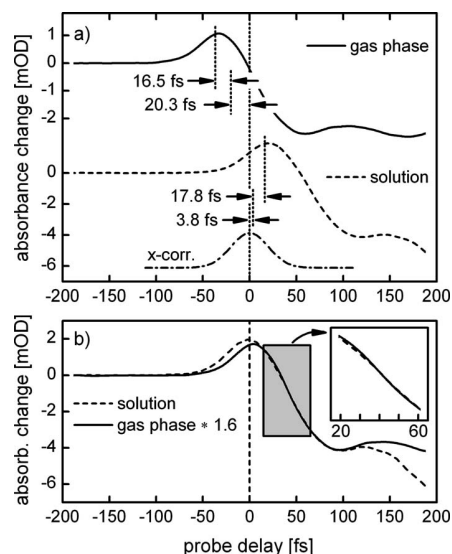 a)
gas phase
16.5 fs
20.3 fs
solution
17.8 fs
3.8 fs
x-corr.
absorbance change [mOD]
1
0
-1
-2
-2
0
-2
-4
-6
-200 -150 -100 -50 0 50 100 150 200
b)
solution
gas phase * 1.6
20 60
absorb. change [mOD]
2
0
-2
-4
-6
-200 -150 -100 -50 0 50 100 150 200
probe delay [fs]